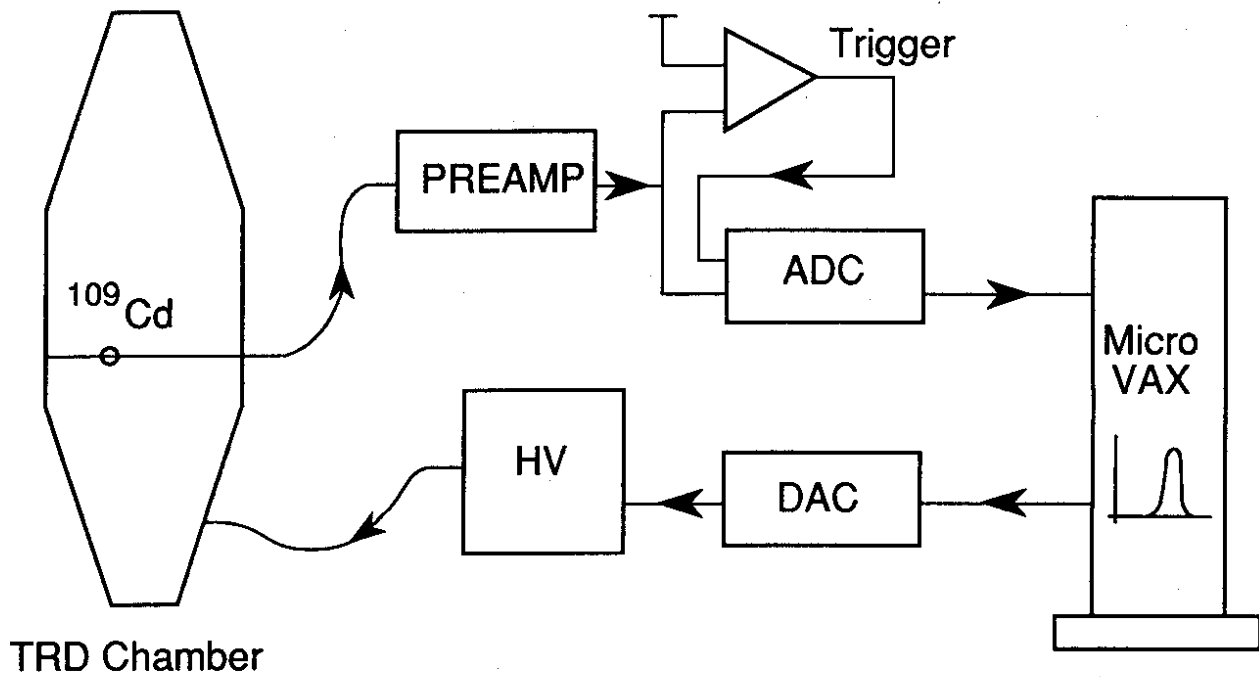 Trigger
PREAMP
ADC
109Cd
Micro
VAX
HV
DAC
TRD Chamber